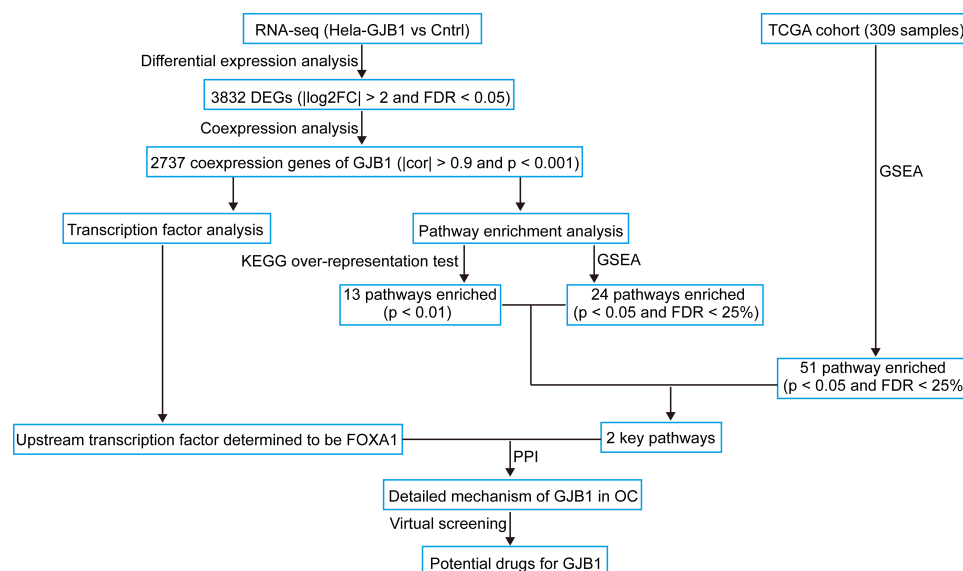 RNA-seq (Hela-GJB1 vs Cntrl)
TCGA cohort (309 samples)
Differential expression analysis
3832 DEGs (|log2FC| > 2 and FDR < 0.05)
Coexpression analysis
2737 coexpression genes of GJB1 (|cor| > 0.9 and p < 0.001)
GSEA
Transcription factor analysis
Pathway enrichment analysis
KEGG over-representation test
GSEA
13 pathways enriched
(p < 0.01)
24 pathways enriched
(p < 0.05 and FDR < 25%)
51 pathway enriched
(p < 0.05 and FDR < 25%
Upstream transcription factor determined to be FOXA1
2 key pathways
PPI
Detailed mechanism of GJB1 in OC
Virtual screening
Potential drugs for GJB1